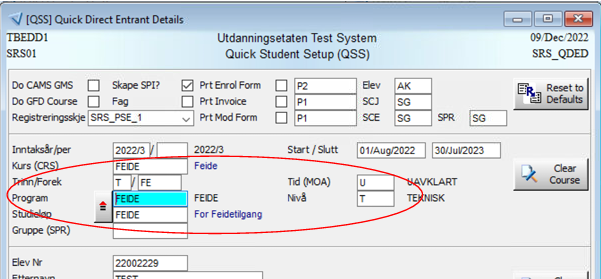 [QSS] Quick Direct Entrant Details
TBEDD1 Utdanningsetaten Test System 09/Dec/2022
SRS01 Quick Student Setup (QSS) SRS_QDED
Do CAMS GMS Skape SPI? Prt Enrol Form P2 Elev AK Reset to Defaults
Do GFD Course Fag Prt Invoice P1 SCJ SG
Registreringsskje SRS_PSE_1 Prt Mod Form P1 SCE SG SPR SG
Inntaksår/per 2022/3 / 2022/3 Start / Slutt 01/Aug/2022 30/Jul/2023
Kurs (CRS) FEIDE Feide Clear Course
Trinn/Forek T / FE Tid (MOA) U UAVKLART
Program FEIDE FEIDE Nivå T TEKNISK
Studieløp FEIDE For Feidetilgang
Gruppe (SPR)
Elev Nr 22002229
Etternavn TEST